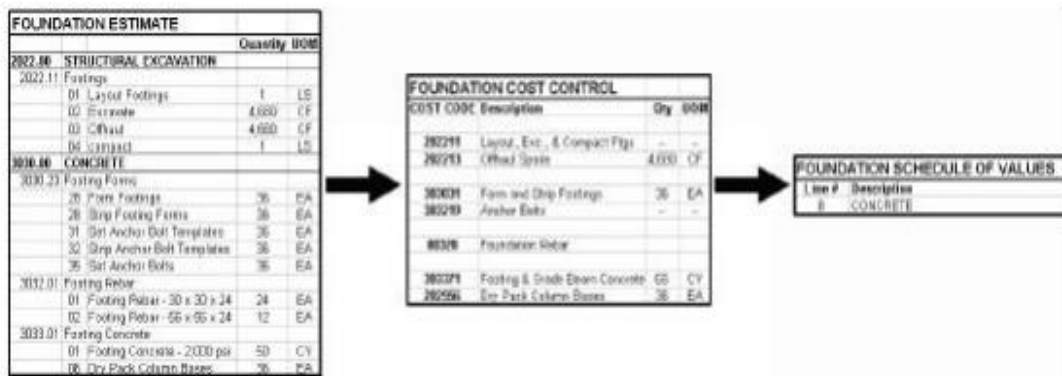 FOUNDATION ESTIMATE
Quantity UOM
2022.00 STRUCTURAL EXCAVATION
2022.11 Footings
01 Layout Footings 1 LS
02 Excavate 4,680 CF
03 Offhaul 4,680 CF
04 compact 1 LS
3030.00 CONCRETE
3030.23 Footing Forms
26 Form Footings 36 EA
28 Strip Footing Forms 36 EA
31 Set Anchor Bolt Templates 36 EA
32 Strip Anchor Bolt Templates 36 EA
35 Set Anchor Bolts 36 EA
3032.01 Footing Rebar
01 Footing Rebar - 30 x 30 x 24 24 EA
02 Footing Rebar - 56 x 56 x 24 12 EA
3033.01 Footing Concrete
01 Footing Concrete - 2,000 psi 50 CY
06 Dry Pack Column Bases 36 EA
FOUNDATION COST CONTROL
COST CODE Description Qty UOM
202211 Layout, Exc., & Compact Ftgs - -
202213 Offhaul Spoils 4,680 CF
303031 Form and Strip Footings 36 EA
303219 Anchor Bolts - -
Foundation Rebar
303371 Footing & Grade Beam Concrete CY
Dry Pack Column Bases 36 EA
FOUNDATION SCHEDULE OF VALUES
Line # Description
CONCRETE